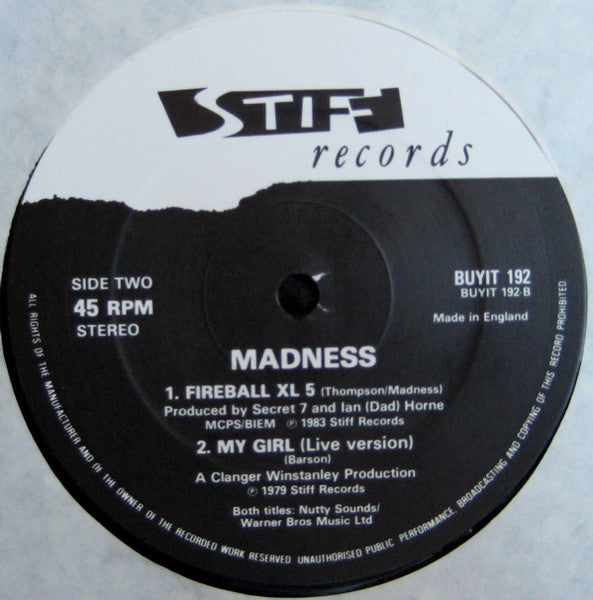 STIFF
records
SIDE TWO
45 RPM
STEREO
BUYIT 192
BUYIT 192-B
Made in England
MADNESS
1. FIREBALL XL 5 (Thompson/Madness)
Produced by Secret 7 and Ian (Dad) Horne
MCPS/BIEM ℗ 1983 Stiff Records
2. MY GIRL (Live version)
(Barson)
A Clanger Winstanley Production
℗ 1979 Stiff Records
Both titles: Nutty Sounds/
Warner Bros Music Ltd
ALL RIGHTS OF THE MANUFACTURER AND OF THE OWNER OF THE RECORDED WORK RESERVED. UNAUTHORISED PUBLIC PERFORMANCE, BROADCASTING AND COPYING OF THIS RECORD PROHIBITED.